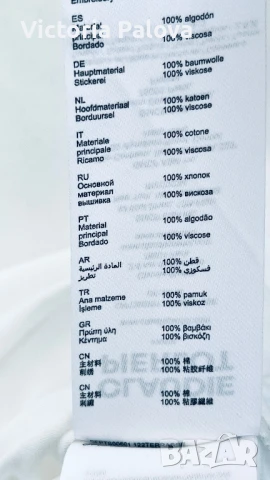 Victoria Palova
Embroidery
ES
principal 100% algodón
Bordado 100% viscosa
DE
Hauptmaterial 100% baumwolle
Stickerei 100% viskose
NL
Hoofdmateriaal 100% katoen
Borduursel 100% viscose
IT
Materiale 100% cotone
principale
Ricamo 100% viscosa
RU
Основной 100% хлопок
материал
вышивка 100% вискоза
PT
Material 100% algodão
principal
Bordado 100% viscose
AR
المادة الرئيسية 100% قطن
تطريز 100% فسكوزي
TR
Ana malzeme 100% pamuk
İşleme 100% viskoz
GR
Πρώτη ύλη 100% βαμβάκι
Κέντημα 100% βισκόζη
CN
主材料 100% 棉
刺绣 100% 粘胶纤维
CN
主材料 100% 棉
刺繡 100% 粘膠纖維
PIERLOT
CLAUDIE
bazar.bg